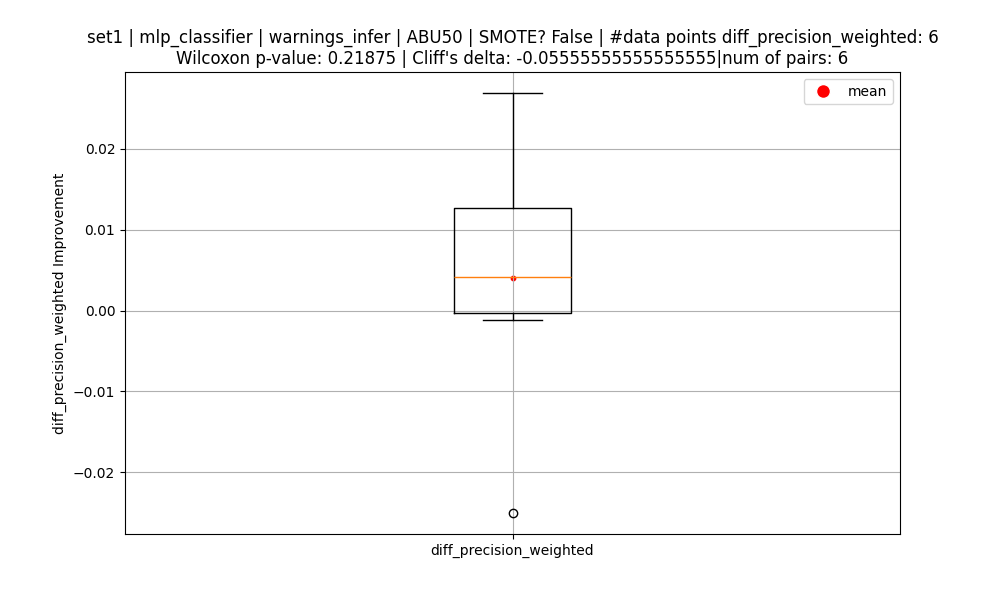 set1 | mlp_classifier | warnings_infer | ABU50 | SMOTE? False | #data points diff_precision_weighted: 6
Wilcoxon p-value: 0.21875 | Cliff's delta: -0.05555555555555555|num of pairs: 6
mean
diff_precision_weighted Improvement
0.02
0.01
0.00
−0.01
−0.02
diff_precision_weighted